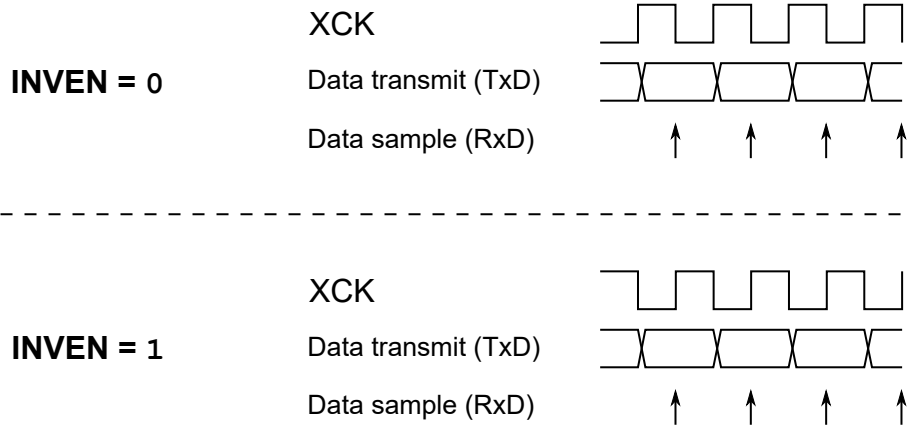 XCK
INVEN = 0
Data transmit (TxD)
Data sample (RxD)
XCK
INVEN = 1
Data transmit (TxD)
Data sample (RxD)